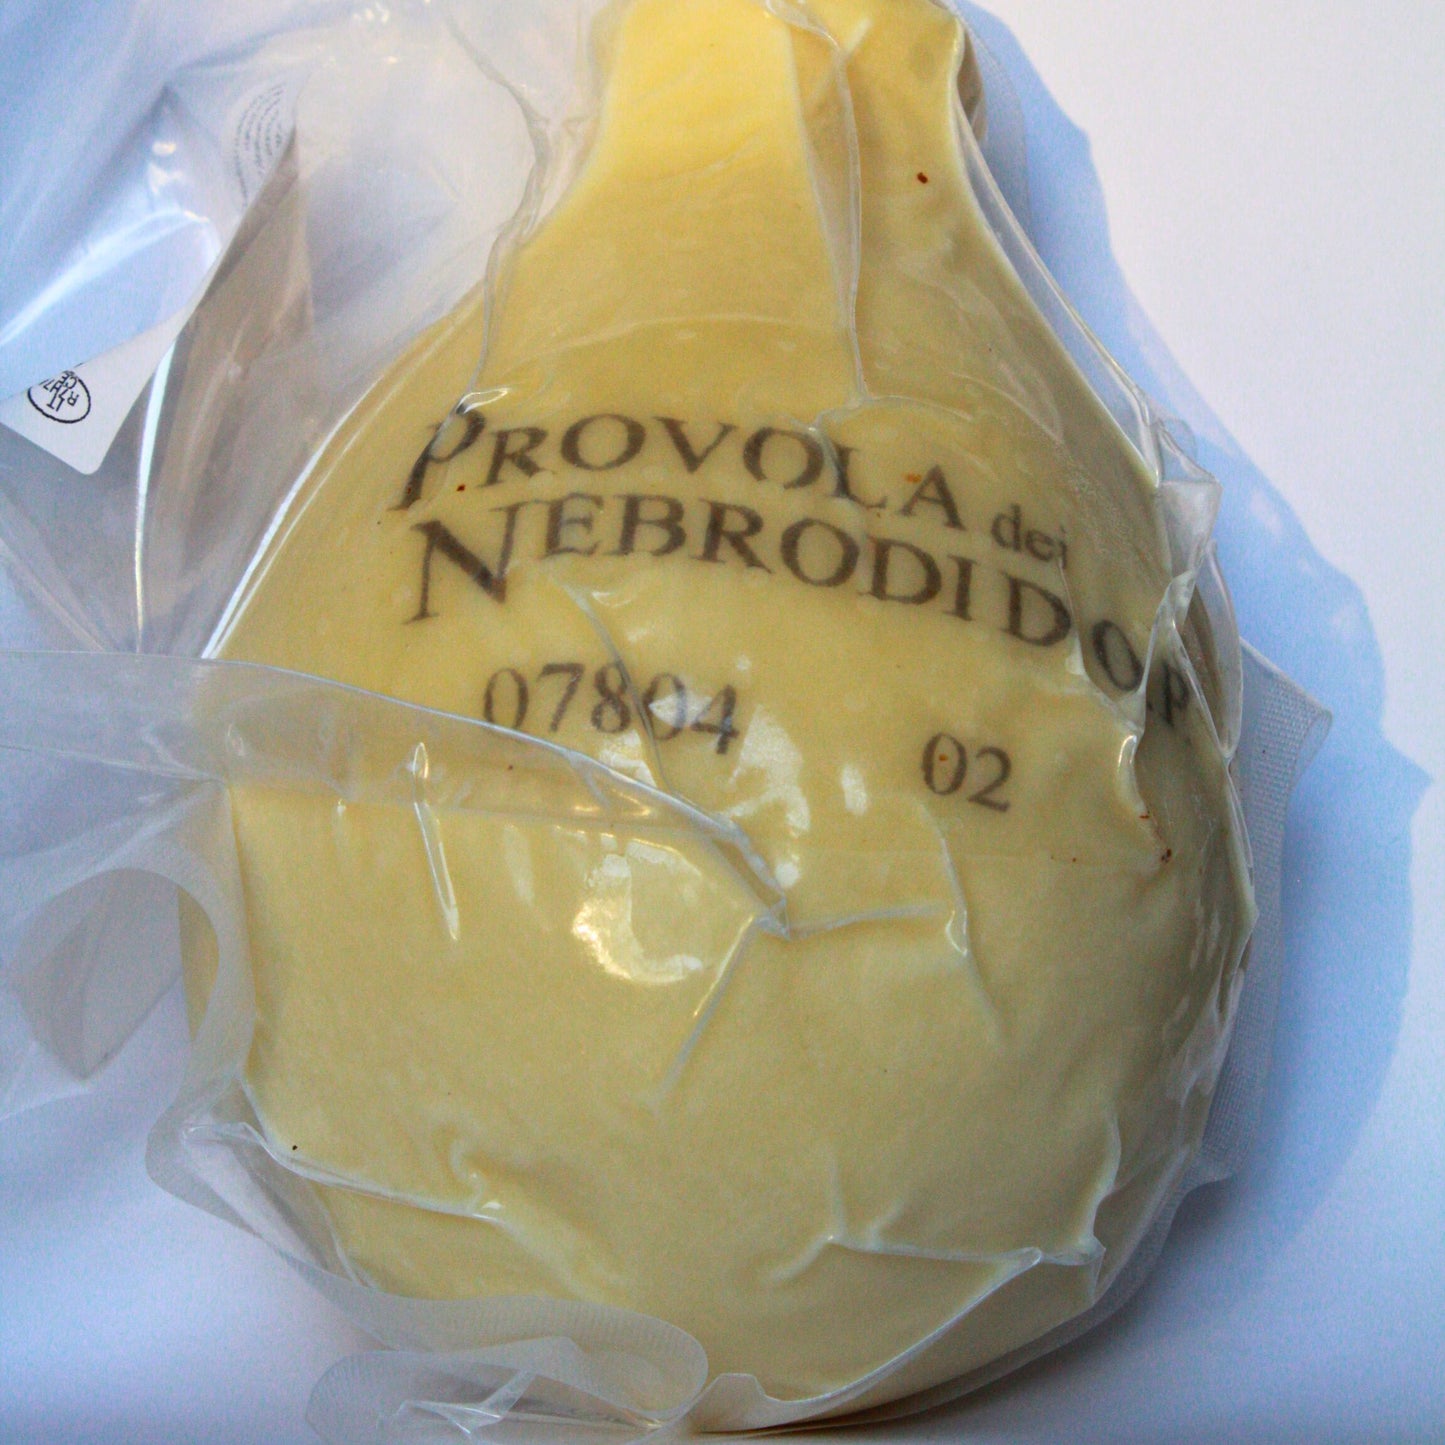 PROVOLA dei
NEBRODI D.O.P
07804 02